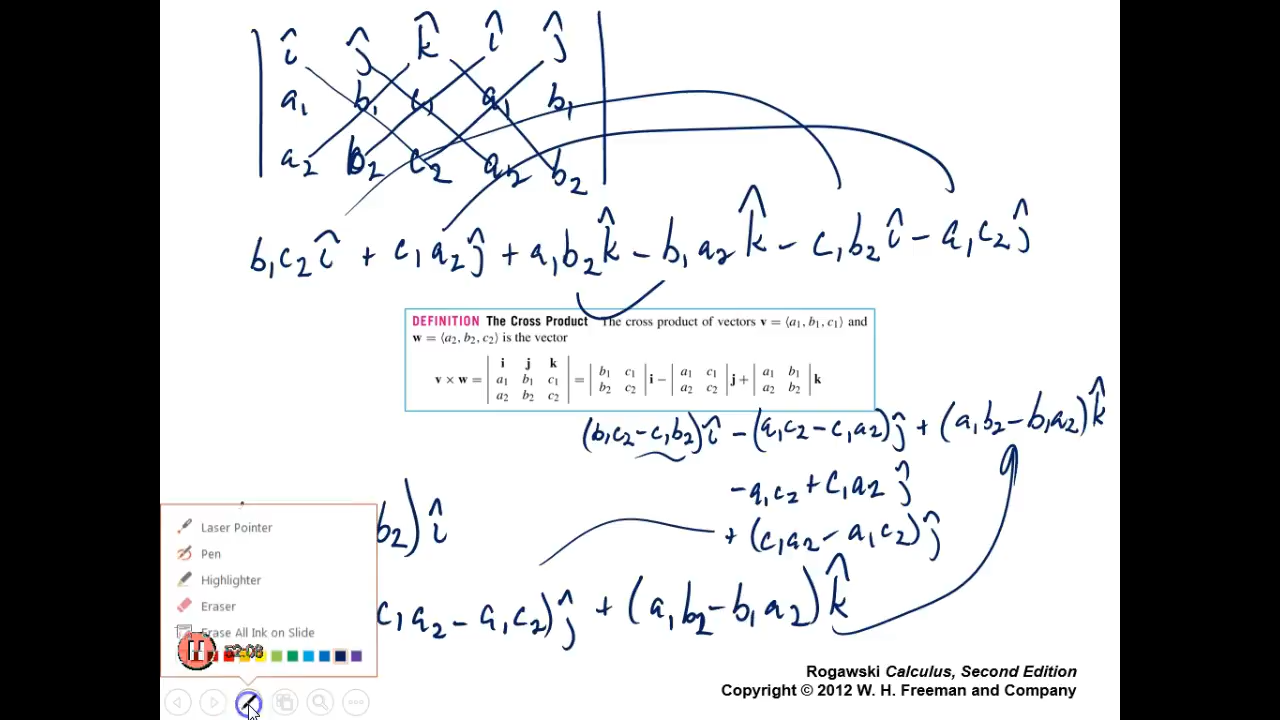 î ĵ k̂ î ĵ
a₁ b₁ c₁ a₁ b₁
a₂ b₂ c₂ a₂ b₂
b₁c₂î + c₁a₂ĵ + a₁b₂k̂ − b₁a₂k̂ − c₁b₂î − a₁c₂ĵ
DEFINITION The Cross Product The cross product of vectors v = ⟨a₁, b₁, c₁⟩ and
w = ⟨a₂, b₂, c₂⟩ is the vector
i j k b₁ c₁ a₁ c₁ a₁ b₁
v × w = | a₁ b₁ c₁ | = | | i − | | j + | | k
a₂ b₂ c₂ b₂ c₂ a₂ c₂ a₂ b₂
(b₁c₂ − c₁b₂)î − (a₁c₂ − c₁a₂)ĵ + (a₁b₂ − b₁a₂)k̂
−a₁c₂ + c₁a₂ ĵ
b₂) î
+ (c₁a₂ − a₁c₂)ĵ
c₁a₂ − a₁c₂)ĵ + (a₁b₂ − b₁a₂)k̂
Laser Pointer
Pen
Highlighter
Eraser
Erase All Ink on Slide
Rogawski Calculus, Second Edition
Copyright © 2012 W. H. Freeman and Company